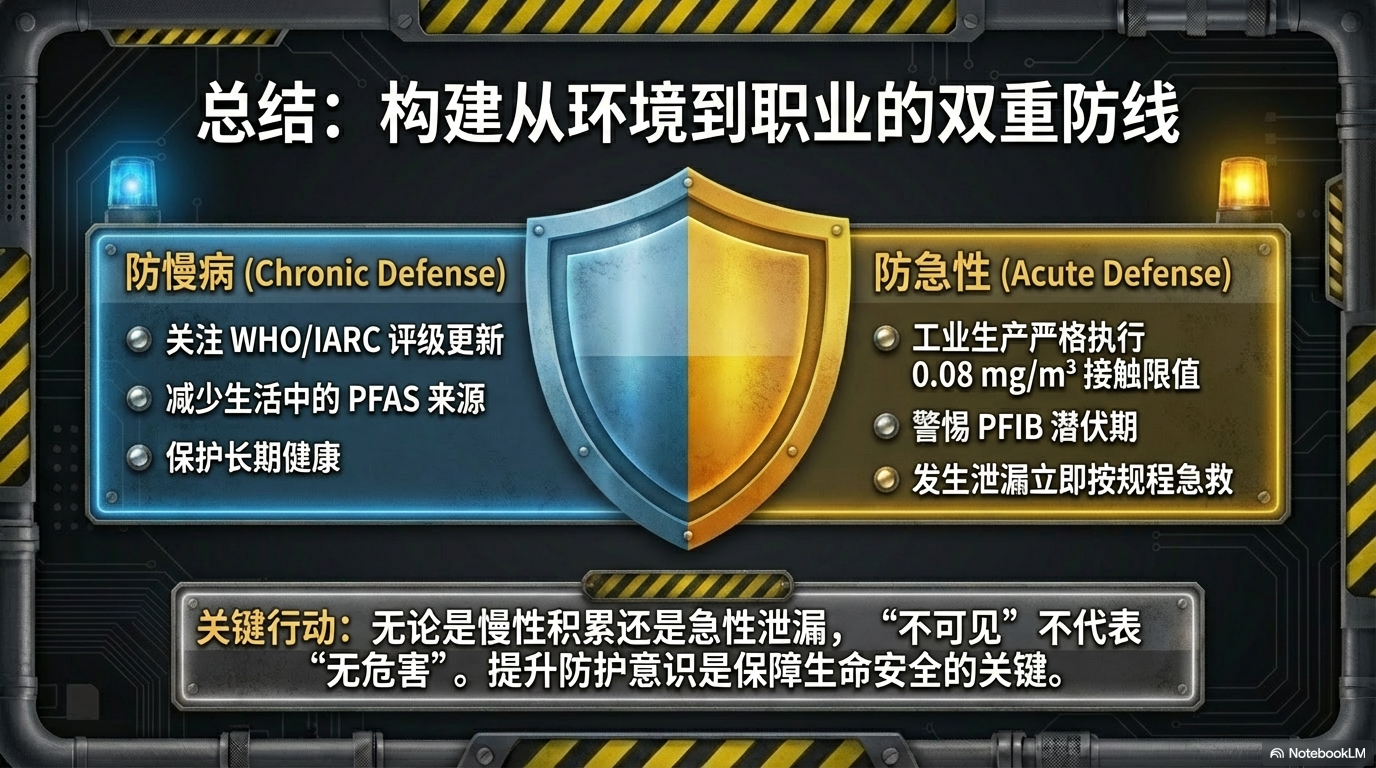 总结：构建从环境到职业的双重防线
防慢病 (Chronic Defense)
关注 WHO/IARC 评级更新
减少生活中的 PFAS 来源
保护长期健康
防急性 (Acute Defense)
工业生产严格执行
0.08 mg/m³ 接触限值
警惕 PFIB 潜伏期
发生泄漏立即按规程急救
关键行动：无论是慢性积累还是急性泄漏，“不可见”不代表
“无危害”。提升防护意识是保障生命安全的关键。
NotebookLM